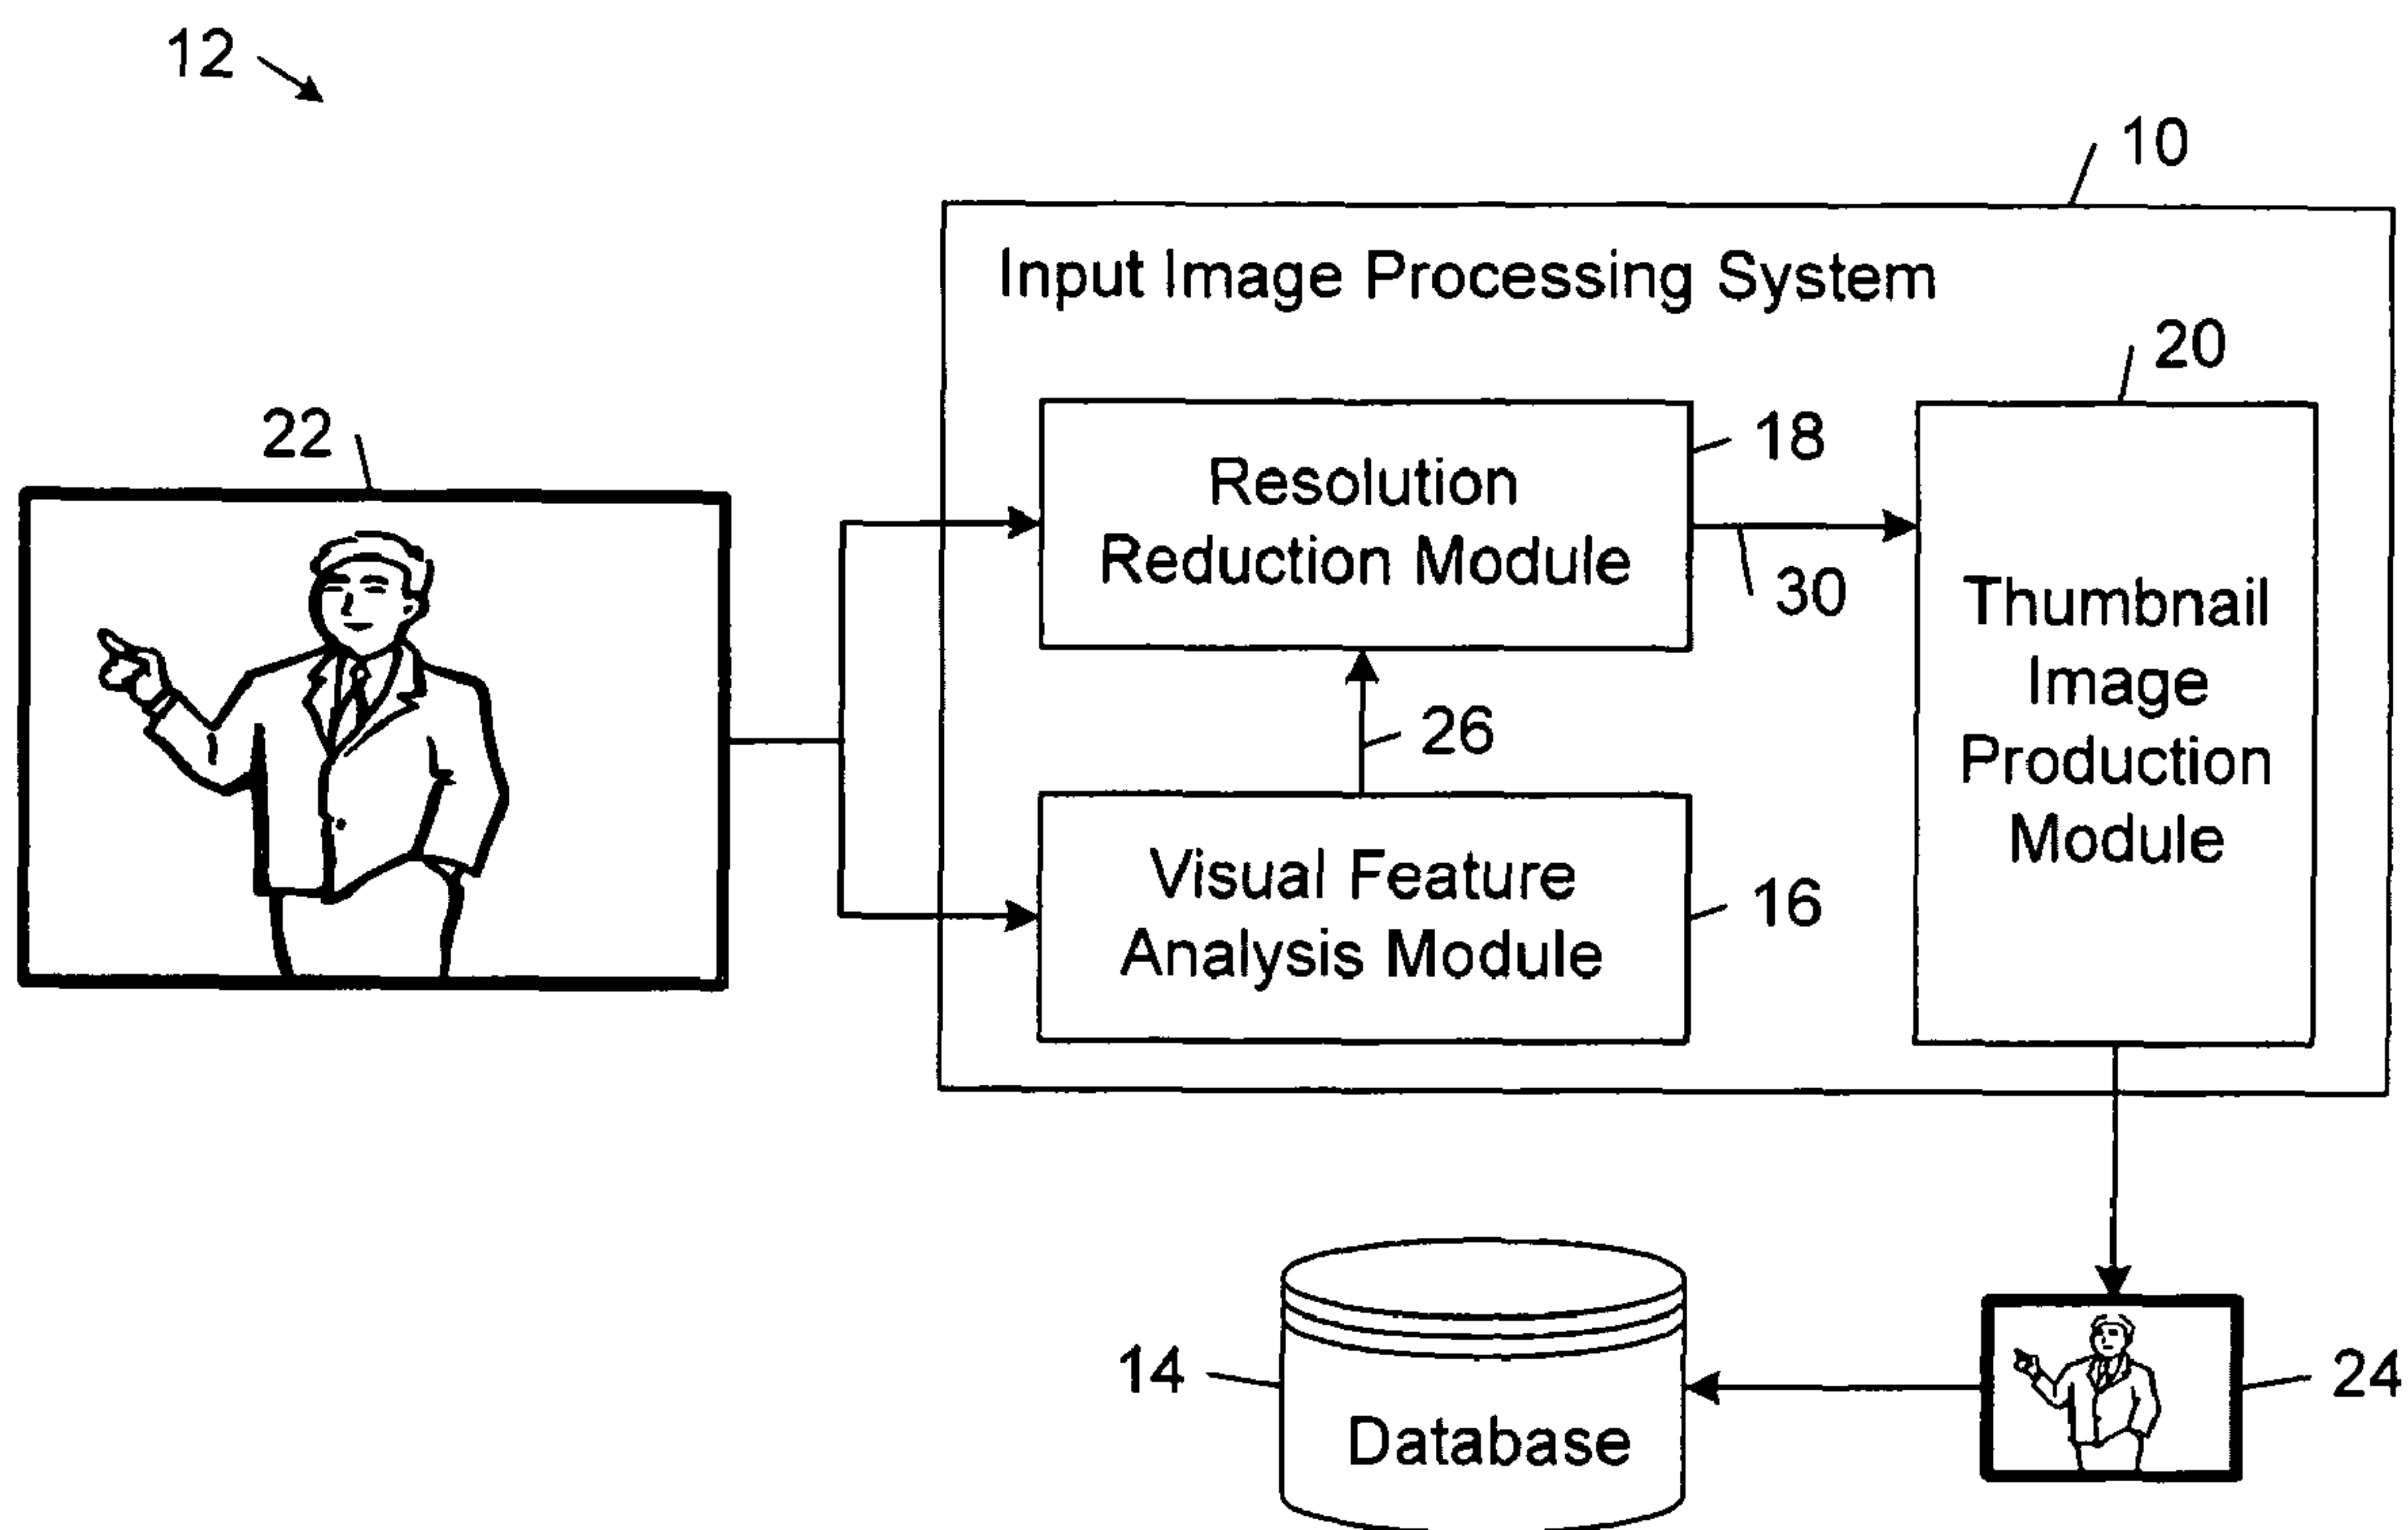 12
10
Input Image Processing System
20
22
18
Resolution
Reduction Module
30
Thumbnail
Image
Production
Module
26
Visual Feature
Analysis Module
16
14
24
Database